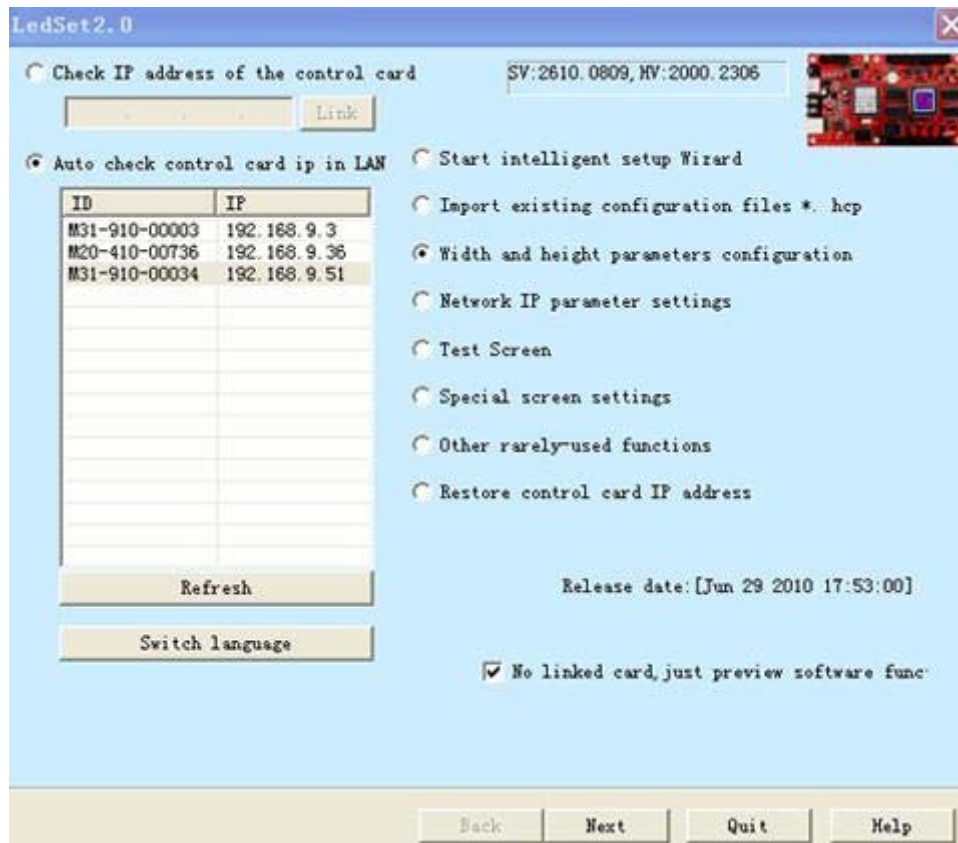 LedSet2.0
Check IP address of the control card
SV:2610.0809, HV:2000.2306
Link
Auto check control card ip in LAN
ID IP
M31-910-00003 192.168.9.3
M20-410-00736 192.168.9.36
M31-910-00034 192.168.9.51
Refresh
Switch language
Start intelligent setup Wizard
Import existing configuration files *. hcp
Width and height parameters configuration
Network IP parameter settings
Test Screen
Special screen settings
Other rarely-used functions
Restore control card IP address
Release date:[Jun 29 2010 17:53:00]
No linked card,just preview software func
Back Next Quit Help